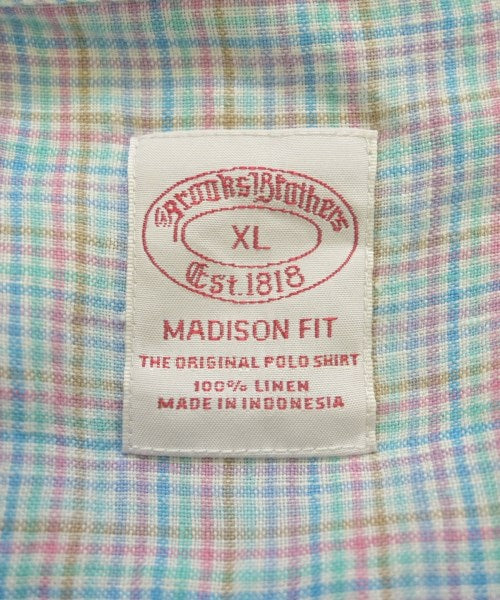 Brooks Brothers
XL
Est. 1818
MADISON FIT
THE ORIGINAL POLO SHIRT
100% LINEN
MADE IN INDONESIA